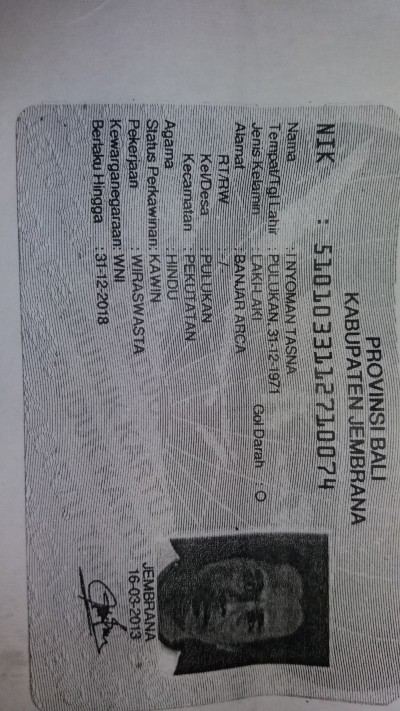 PROVINSI BALI
KABUPATEN JEMBRANA
NIK : 5101033112710074
Nama : I NYOMAN TASNA
Tempat/Tgl Lahir : PULUKAN, 31-12-1971
Jenis Kelamin : LAKI-LAKI Gol Darah : O
Alamat : BANJAR ARCA
RT/RW : -/-
Kel/Desa : PULUKAN
Kecamatan : PEKUTATAN
Agama : HINDU
Status Perkawinan: KAWIN
Pekerjaan : WIRASWASTA
Kewarganegaraan: WNI
Berlaku Hingga : 31-12-2018
JEMBRANA
16-03-2013